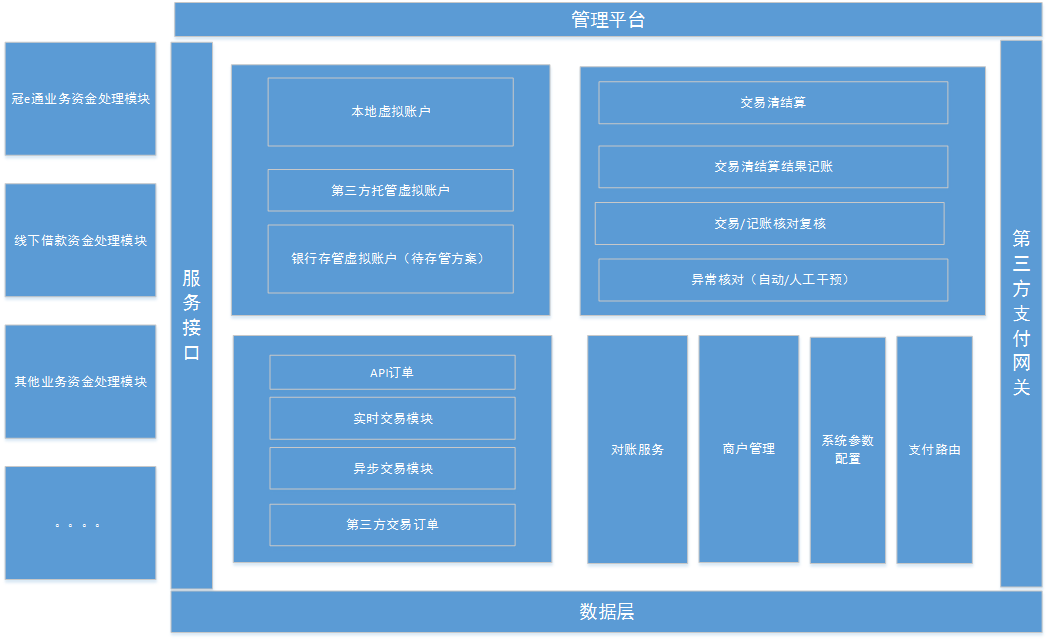 管理平台
冠e通业务资金处理模块
线下借款资金处理模块
其他业务资金处理模块
。。。。
服务接口
本地虚拟账户
第三方托管虚拟账户
银行存管虚拟账户（待存管方案）
交易清结算
交易清结算结果记账
交易/记账核对复核
异常核对（自动/人工干预）
API订单
实时交易模块
异步交易模块
第三方交易订单
对账服务
商户管理
系统参数
配置
支付路由
第三方支付网关
数据层